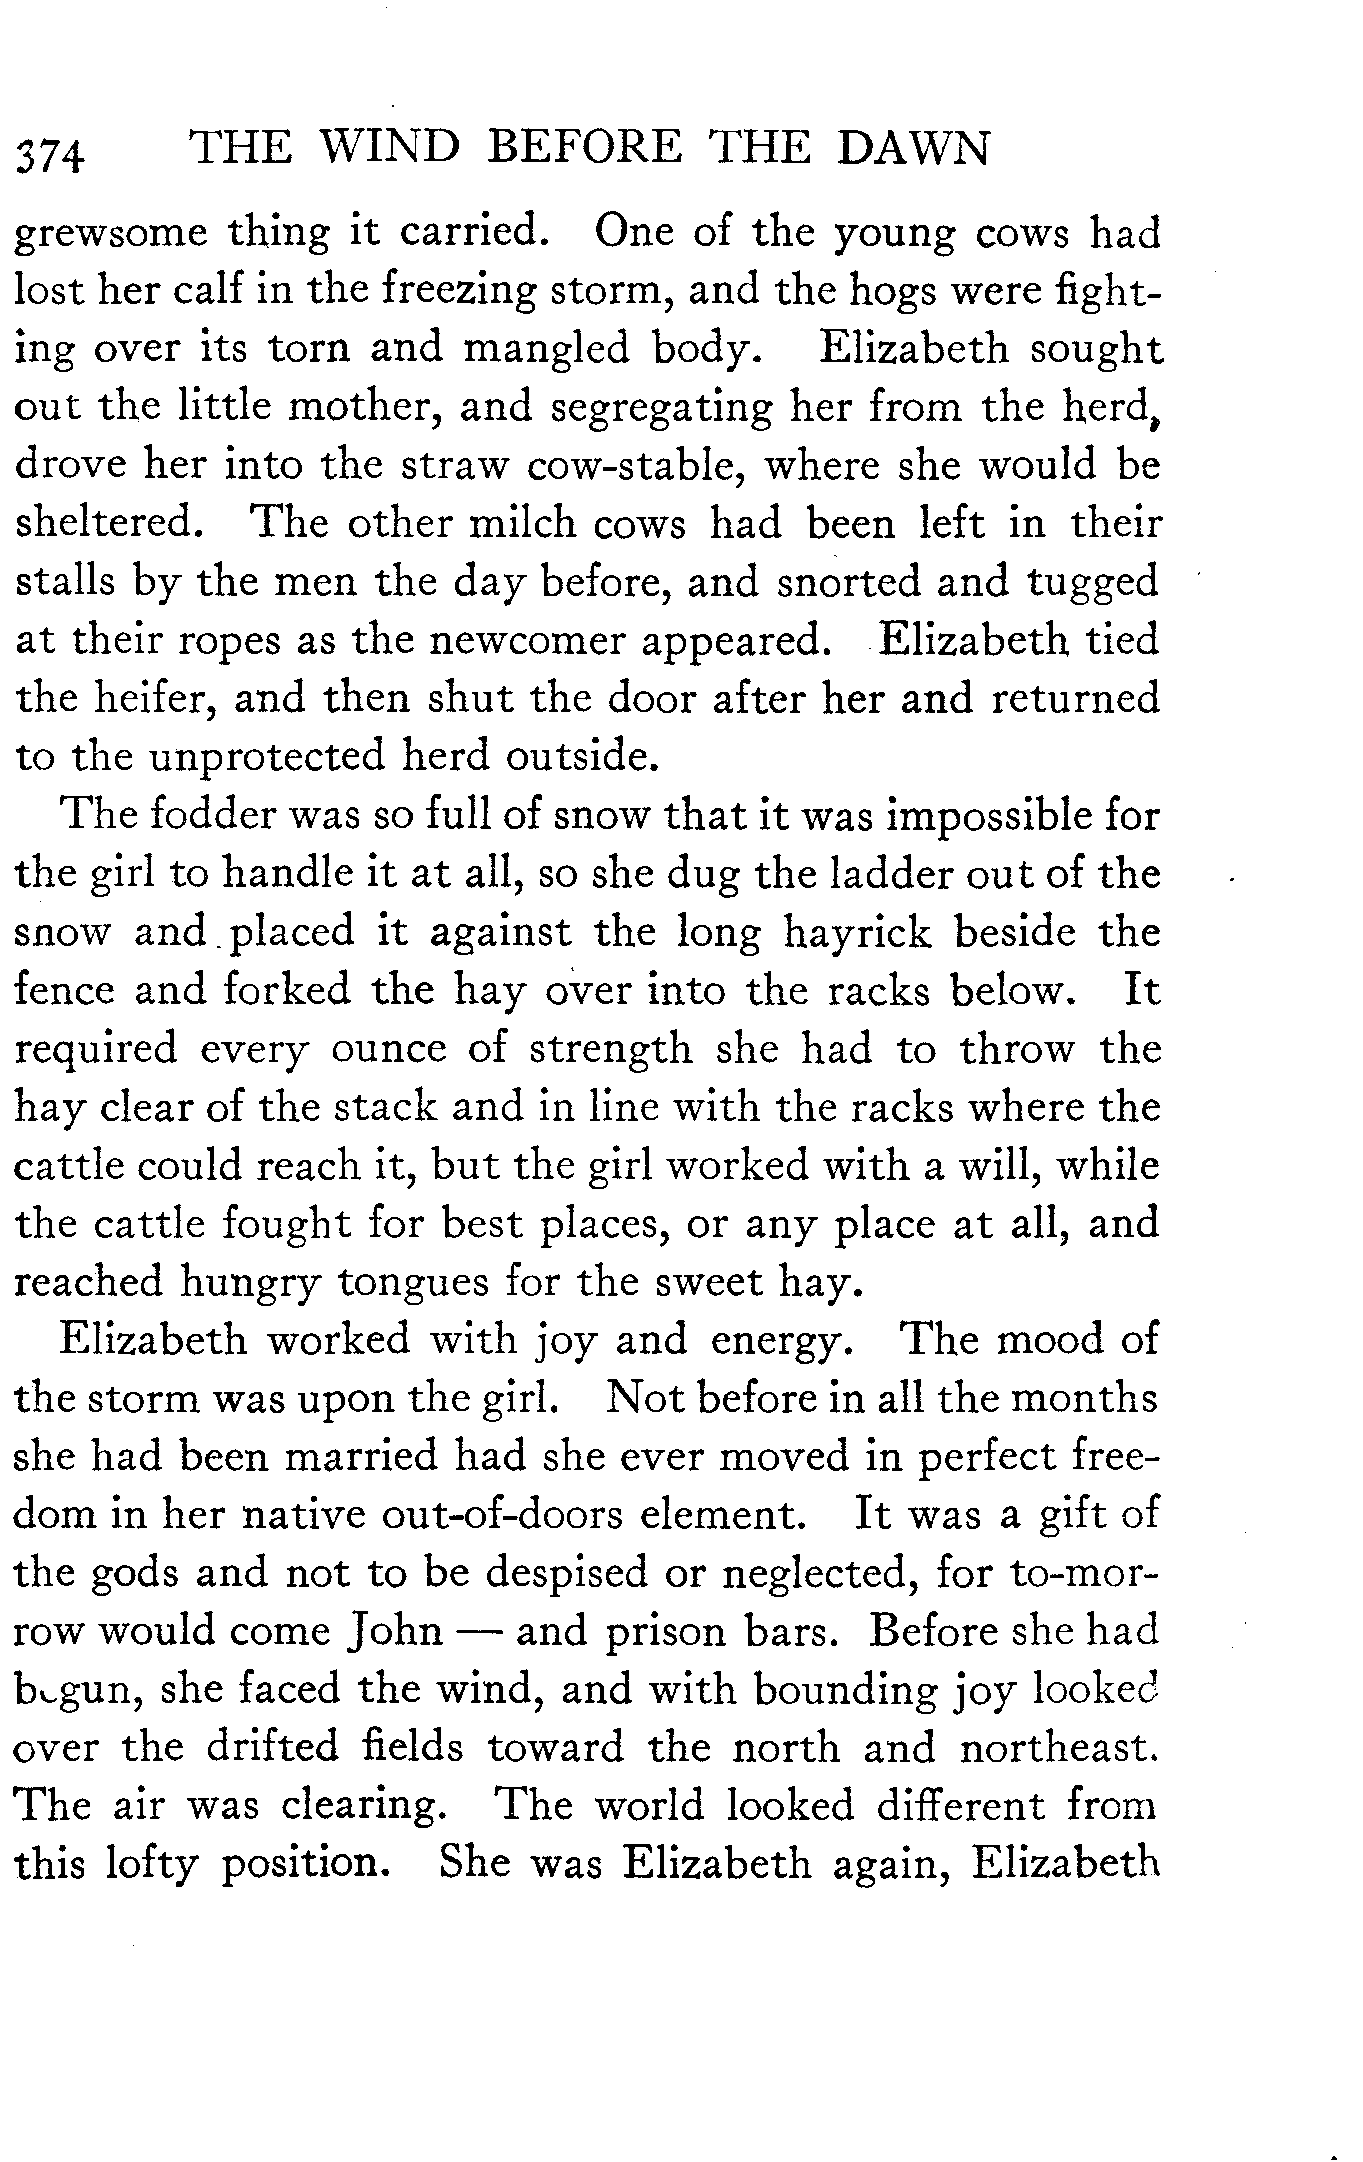 374 THE WIND BEFORE THE DAWN
grewsome thing it carried. One of the young cows had
lost her calf in the freezing storm, and the hogs were fight-
ing over its torn and mangled body. Elizabeth sought
out the little mother, and segregating her from the herd,
drove her into the straw cow-stable, where she would be
sheltered. The other milch cows had been left in their
stalls by the men the day before, and snorted and tugged
at their ropes as the newcomer appeared. Elizabeth tied
the heifer, and then shut the door after her and returned
to the unprotected herd outside.
The fodder was so full of snow that it was impossible for
the girl to handle it at all, so she dug the ladder out of the
snow and placed it against the long hayrick beside the
fence and forked the hay over into the racks below. It
required every ounce of strength she had to throw the
hay clear of the stack and in line with the racks where the
cattle could reach it, but the girl worked with a will, while
the cattle fought for best places, or any place at all, and
reached hungry tongues for the sweet hay.
Elizabeth worked with joy and energy. The mood of
the storm was upon the girl. Not before in all the months
she had been married had she ever moved in perfect free-
dom in her native out-of-doors element. It was a gift of
the gods and not to be despised or neglected, for to-mor-
row would come John — and prison bars. Before she had
begun, she faced the wind, and with bounding joy looked
over the drifted fields toward the north and northeast.
The air was clearing. The world looked different from
this lofty position. She was Elizabeth again, Elizabeth